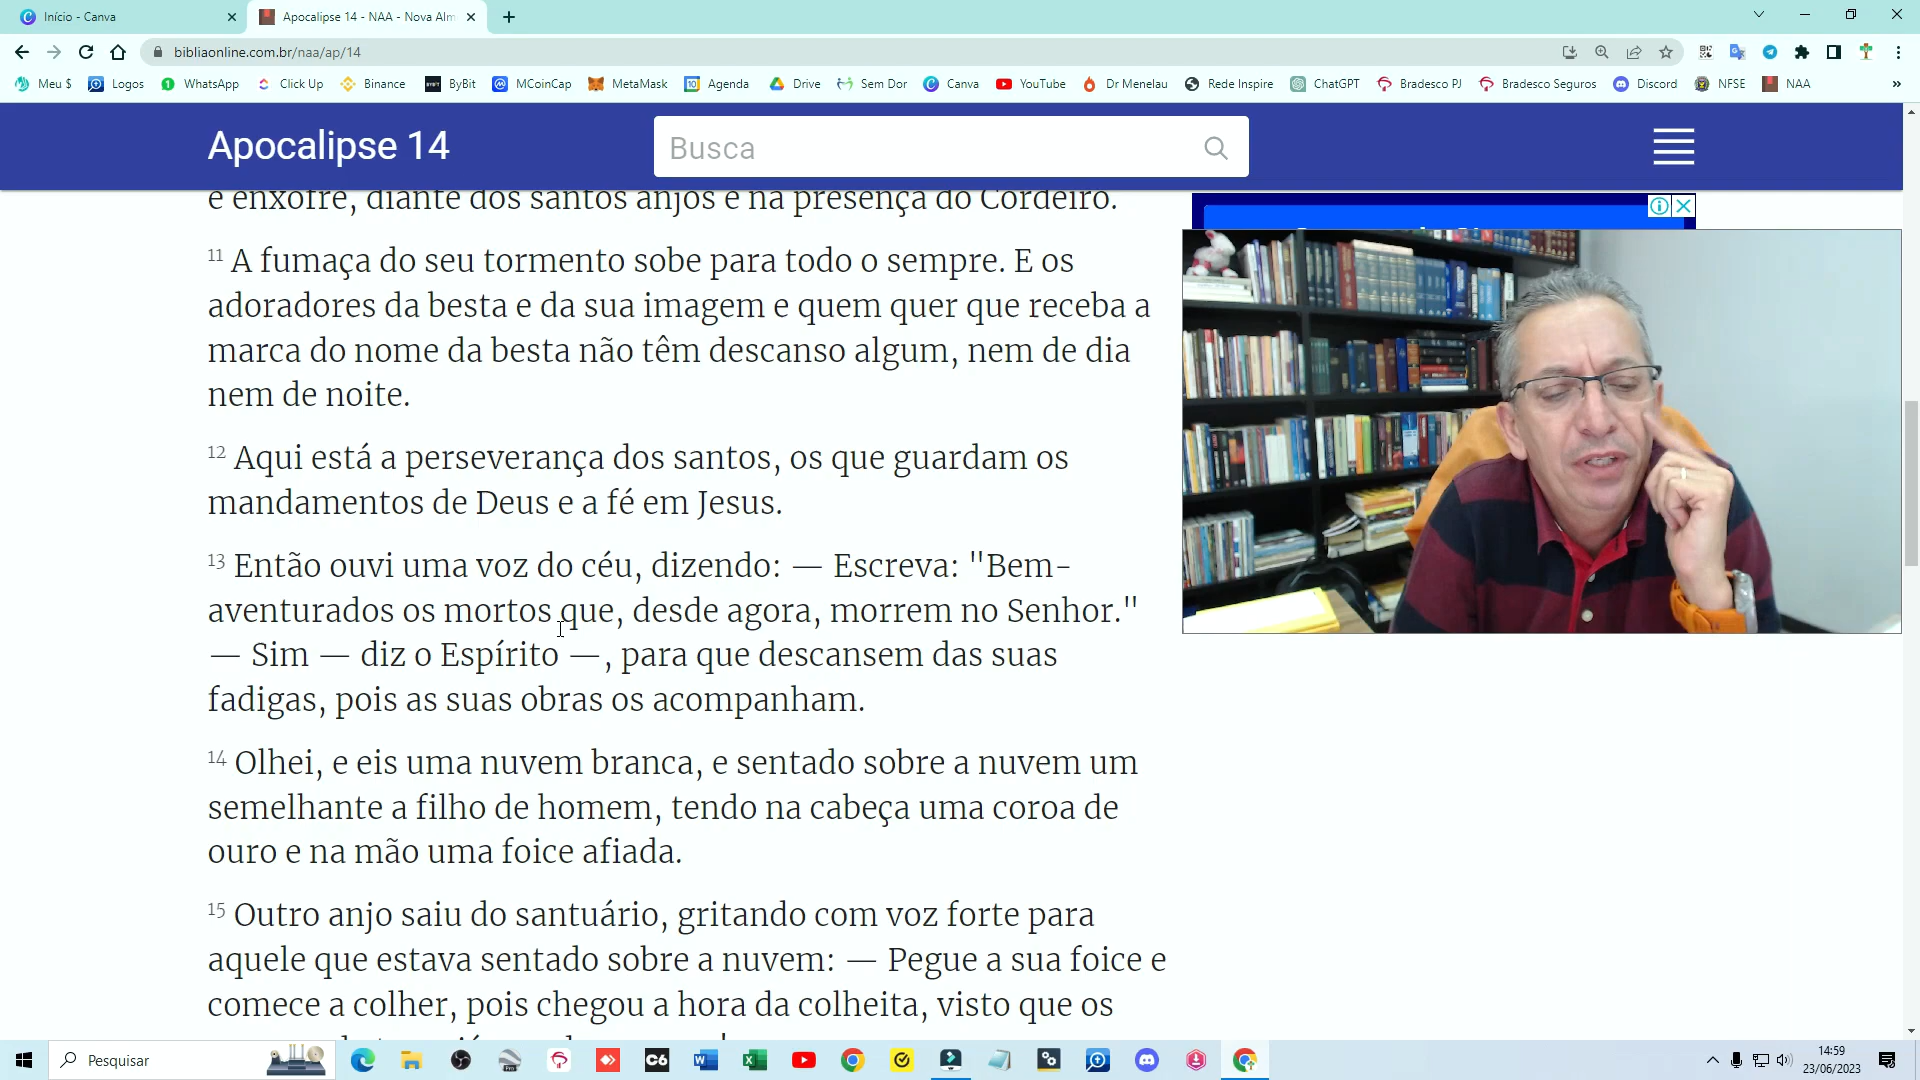 Início - Canva
Apocalipse 14 - NAA - Nova Alm
bibliaonline.com.br/naa/ap/14
Meu $ Logos WhatsApp Click Up Binance ByBit MCoinCap MetaMask Agenda Drive Sem Dor Canva YouTube Dr Menelau Rede Inspire ChatGPT Bradesco PJ Bradesco Seguros Discord NFSE NAA »
Apocalipse 14
Busca
e enxofre, diante dos santos anjos e na presença do Cordeiro.
11 A fumaça do seu tormento sobe para todo o sempre. E os
adoradores da besta e da sua imagem e quem quer que receba a
marca do nome da besta não têm descanso algum, nem de dia
nem de noite.
12 Aqui está a perseverança dos santos, os que guardam os
mandamentos de Deus e a fé em Jesus.
13 Então ouvi uma voz do céu, dizendo: — Escreva: "Bem-
aventurados os mortos que, desde agora, morrem no Senhor."
— Sim — diz o Espírito —, para que descansem das suas
fadigas, pois as suas obras os acompanham.
14 Olhei, e eis uma nuvem branca, e sentado sobre a nuvem um
semelhante a filho de homem, tendo na cabeça uma coroa de
ouro e na mão uma foice afiada.
15 Outro anjo saiu do santuário, gritando com voz forte para
aquele que estava sentado sobre a nuvem: — Pegue a sua foice e
comece a colher, pois chegou a hora da colheita, visto que os
Pesquisar
14:59
23/06/2023